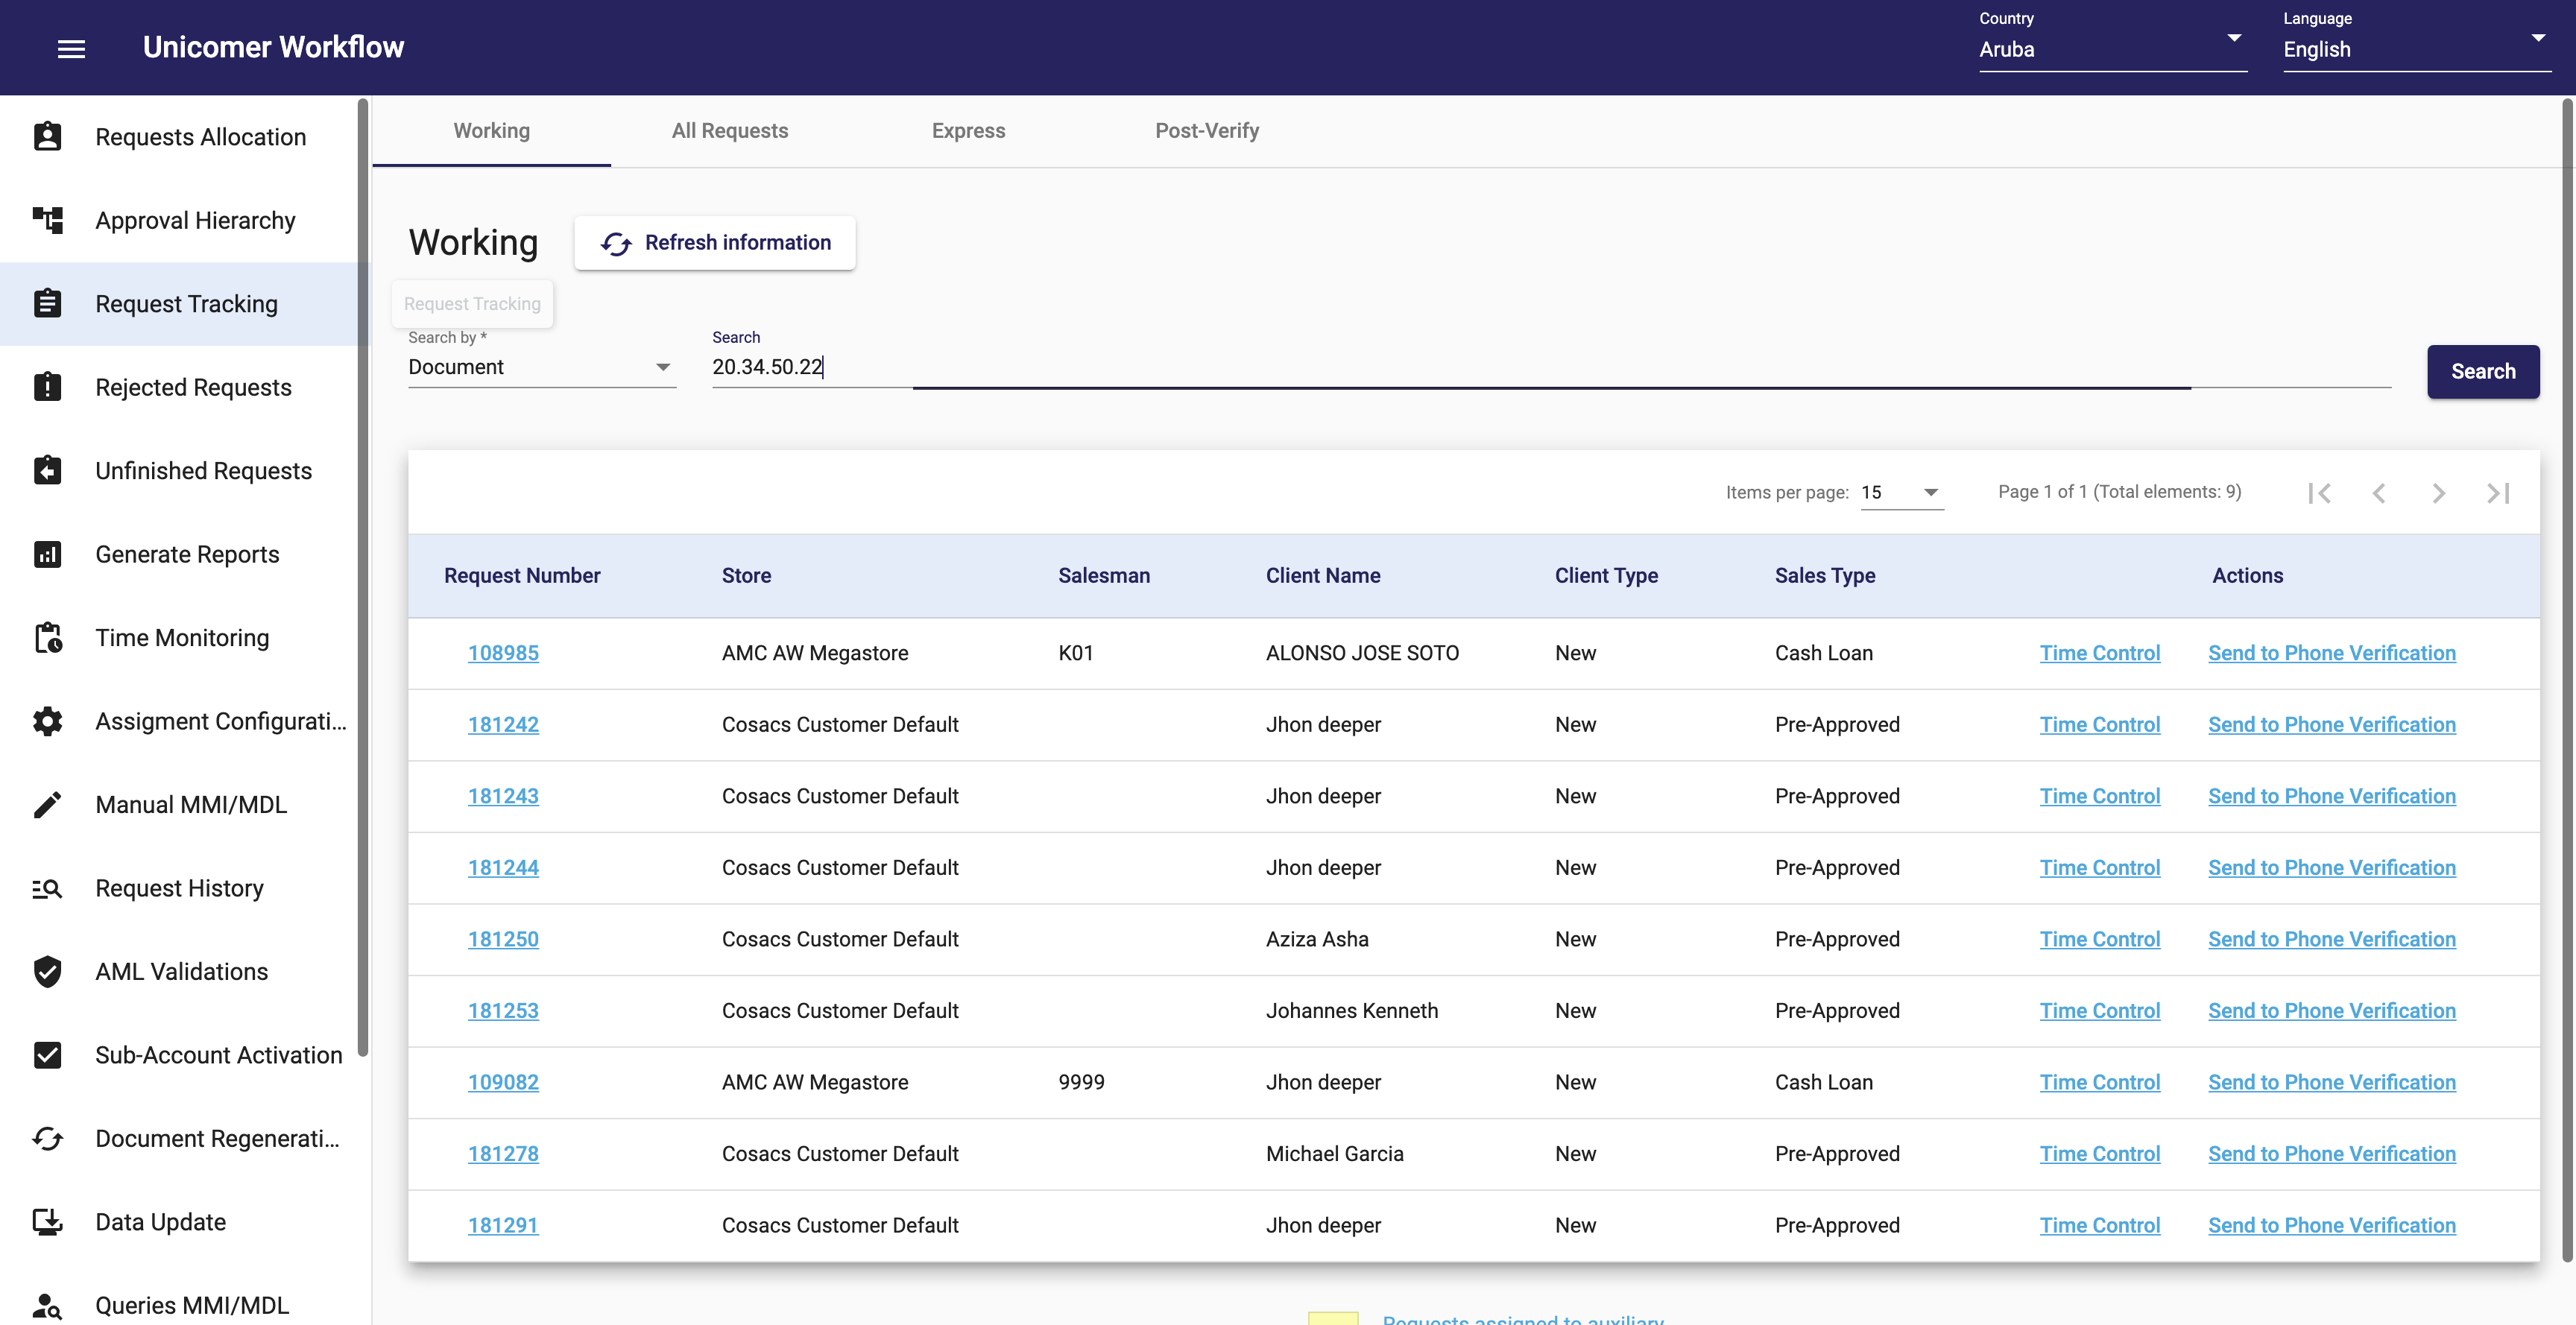 Unicomer Workflow
Country
Aruba
Language
English
Requests Allocation
Approval Hierarchy
Request Tracking
Rejected Requests
Unfinished Requests
Generate Reports
Time Monitoring
Assigment Configurati...
Manual MMI/MDL
Request History
AML Validations
Sub-Account Activation
Document Regenerati...
Data Update
Queries MMI/MDL
Working All Requests Express Post-Verify
Working
Refresh information
Request Tracking
Search by *
Document
Search
20.34.50.22
Search
Items per page: 15 Page 1 of 1 (Total elements: 9)
Request Number Store Salesman Client Name Client Type Sales Type Actions
108985 AMC AW Megastore K01 ALONSO JOSE SOTO New Cash Loan Time Control Send to Phone Verification
181242 Cosacs Customer Default Jhon deeper New Pre-Approved Time Control Send to Phone Verification
181243 Cosacs Customer Default Jhon deeper New Pre-Approved Time Control Send to Phone Verification
181244 Cosacs Customer Default Jhon deeper New Pre-Approved Time Control Send to Phone Verification
181250 Cosacs Customer Default Aziza Asha New Pre-Approved Time Control Send to Phone Verification
181253 Cosacs Customer Default Johannes Kenneth New Pre-Approved Time Control Send to Phone Verification
109082 AMC AW Megastore 9999 Jhon deeper New Cash Loan Time Control Send to Phone Verification
181278 Cosacs Customer Default Michael Garcia New Pre-Approved Time Control Send to Phone Verification
181291 Cosacs Customer Default Jhon deeper New Pre-Approved Time Control Send to Phone Verification
Requests assigned to auxiliary